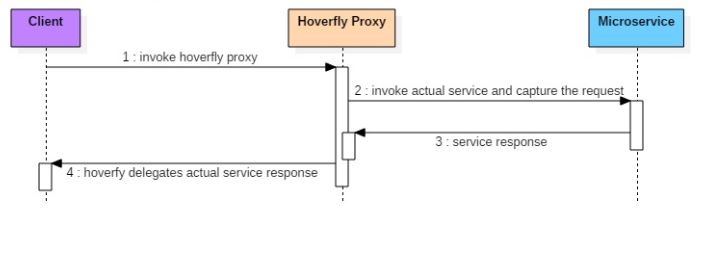 Client
Hoverfly Proxy
Microservice
1 : invoke hoverfly proxy
2 : invoke actual service and capture the request
3 : service response
4 : hoverfy delegates actual service response